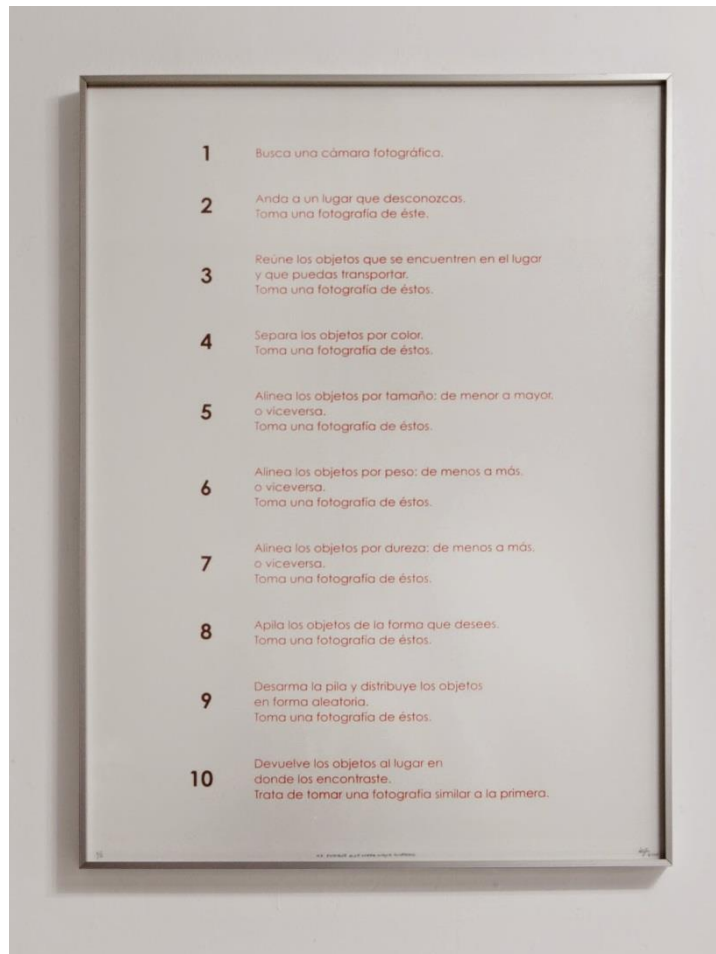 1 Busca una cámara fotográfica.
2 Anda a un lugar que desconozcas.
Toma una fotografía de éste.
3 Reúne los objetos que se encuentren en el lugar
y que puedas transportar.
Toma una fotografía de éstos.
4 Separa los objetos por color.
Toma una fotografía de éstos.
5 Alinea los objetos por tamaño: de menor a mayor,
o viceversa.
Toma una fotografía de éstos.
6 Alinea los objetos por peso: de menos a más,
o viceversa.
Toma una fotografía de éstos.
7 Alinea los objetos por dureza: de menos a más,
o viceversa.
Toma una fotografía de éstos.
8 Apila los objetos de la forma que desees.
Toma una fotografía de éstos.
9 Desarma la pila y distribuye los objetos
en forma aleatoria.
Toma una fotografía de éstos.
10 Devuelve los objetos al lugar en
donde los encontraste.
Trata de tomar una fotografía similar a la primera.